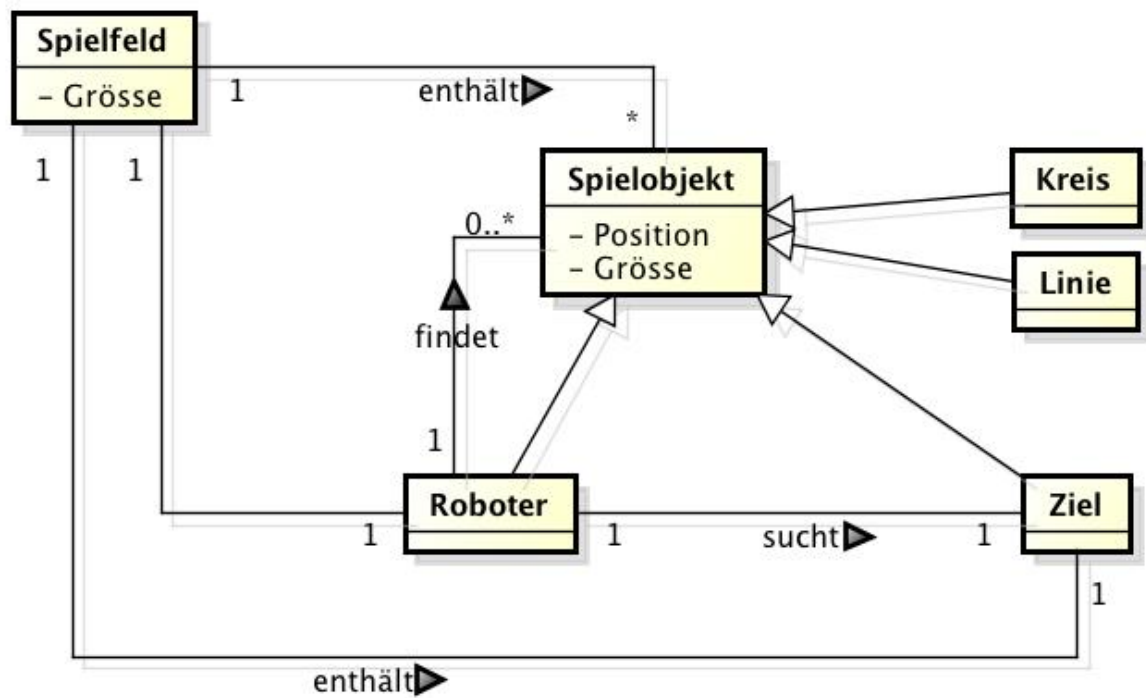 Spielfeld
– Grösse
1
enthält
*
1
1
Spielobjekt
– Position
– Grösse
Kreis
Linie
0..*
findet
1
Roboter
1
1
sucht
1
Ziel
1
enthält